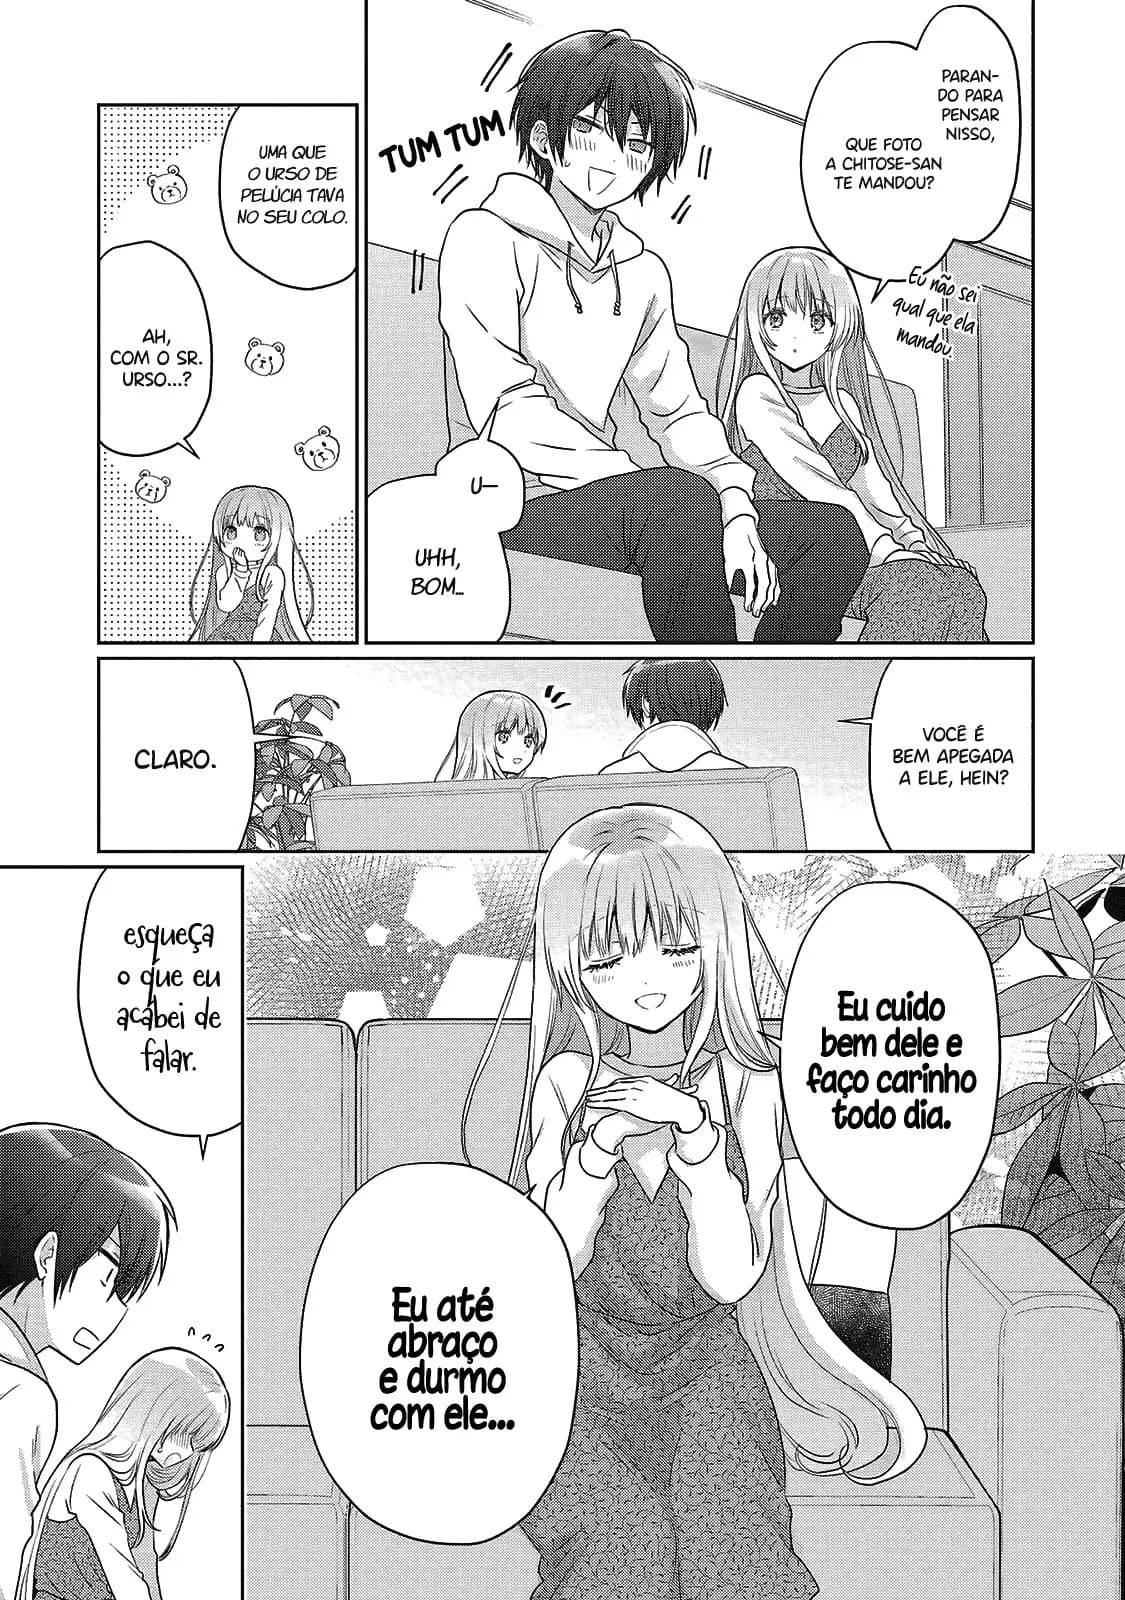 PARAN-
DO PARA
PENSAR
NISSO,
QUE FOTO
A CHITOSE-SAN
TE MANDOU?
Eu não sei
qual que ela
mandou.
TUM TUM
U—
UHH,
BOM...
UMA QUE
O URSO DE
PELÚCIA TAVA
NO SEU COLO.
AH,
COM O SR.
URSO...?
VOCÊ É
BEM APEGADA
A ELE, HEIN?
CLARO.
Eu cuido
bem dele e
faço carinho
todo dia.
Eu até
abraço
e durmo
com ele...
esqueça
o que eu
acabei de
falar.